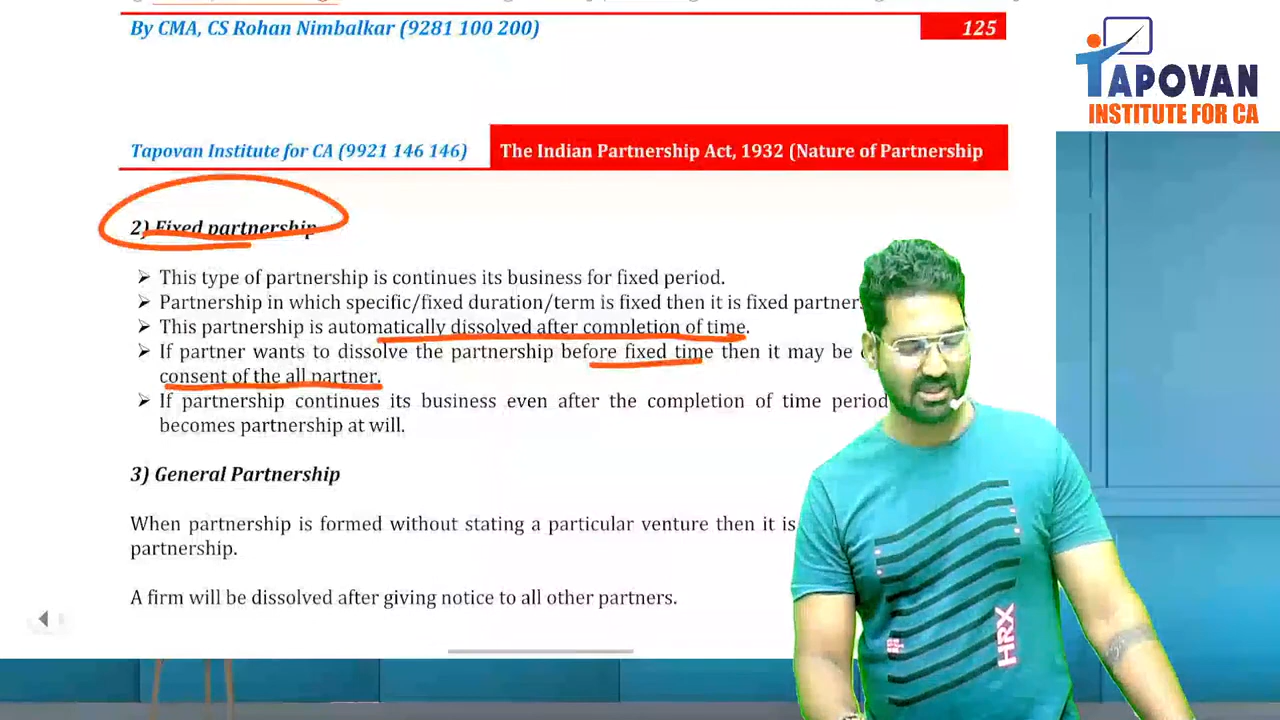 By CMA, CS Rohan Nimbalkar (9281 100 200)
125
TAPOVAN
INSTITUTE FOR CA
Tapovan Institute for CA (9921 146 146)
The Indian Partnership Act, 1932 (Nature of Partnership
2) Fixed partnership
➢ This type of partnership is continues its business for fixed period.
➢ Partnership in which specific/fixed duration/term is fixed then it is fixed
➢ This partnership is automatically dissolved after completion of time.
➢ If partner wants to dissolve the partnership before fixed time then it may be
consent of the all partner.
➢ If partnership continues its business even after the completion of time period
becomes partnership at will.
3) General Partnership
When partnership is formed without stating a particular venture then it is
partnership.
A firm will be dissolved after giving notice to all other partners.
HRX